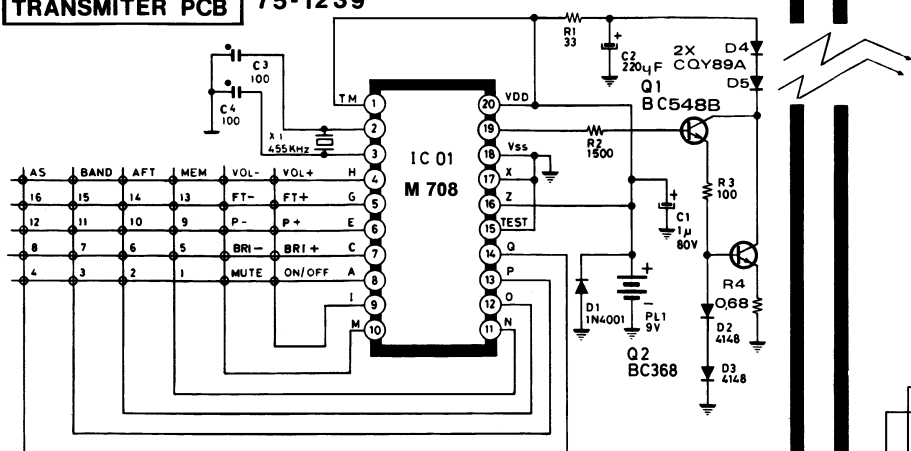 TRANSMITER PCB
75-1239
R1
33
C2
220µF
2X
CQY89A
D4
D5
Q1
BC548B
C3
100
C4
100
X1
455KHz
TM
1
2
3
4
5
6
7
8
9
10
IC 01
M 708
20
19
18
17
16
15
14
13
12
11
VDD
Vss
X
Z
TEST
Q
P
O
N
R2
1500
R3
100
C1
1µ
80V
R4
0,68
D1
1N4001
PL1
9V
+
−
Q2
BC368
D2
4148
D3
4148
AS BAND AFT MEM VOL- VOL+ H
16 15 14 13 FT- FT+ G
12 11 10 9 P- P+ E
8 7 6 5 BRI- BRI+ C
4 3 2 1 MUTE ON/OFF A
I
M